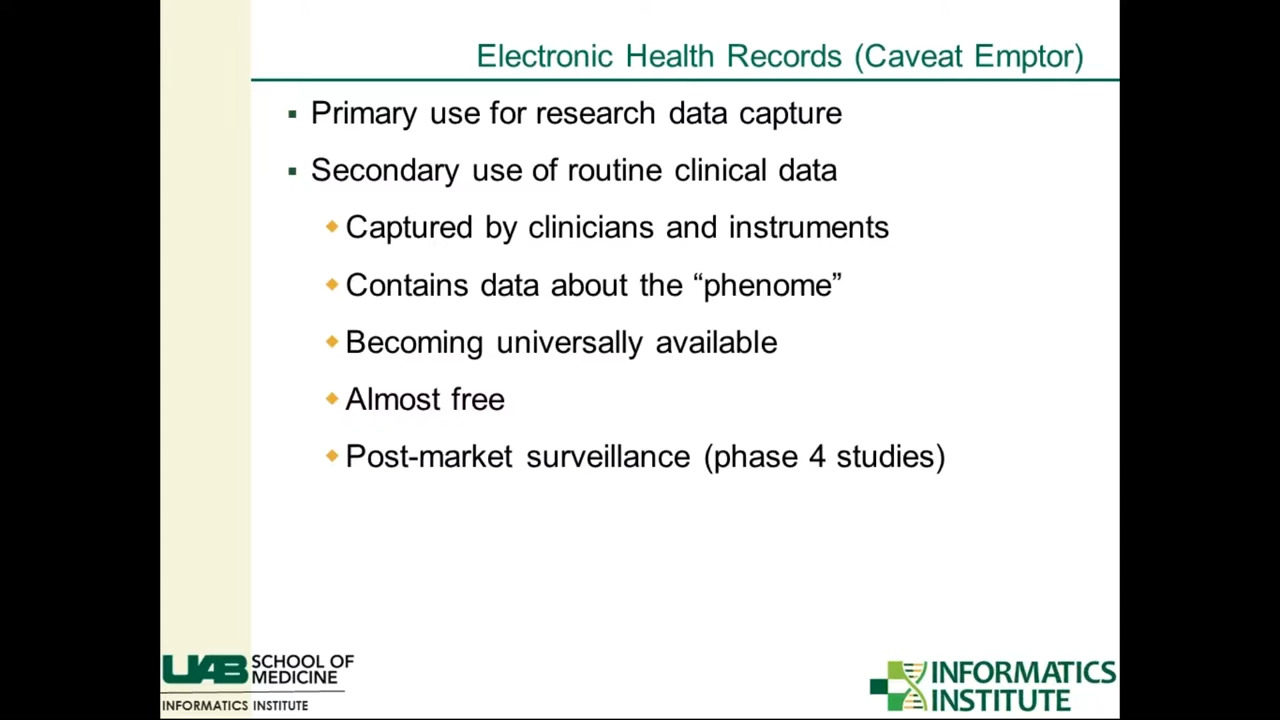 Electronic Health Records (Caveat Emptor)
Primary use for research data capture
Secondary use of routine clinical data
Captured by clinicians and instruments
Contains data about the “phenome”
Becoming universally available
Almost free
Post-market surveillance (phase 4 studies)
UAB SCHOOL OF
MEDICINE
INFORMATICS INSTITUTE
INFORMATICS
INSTITUTE